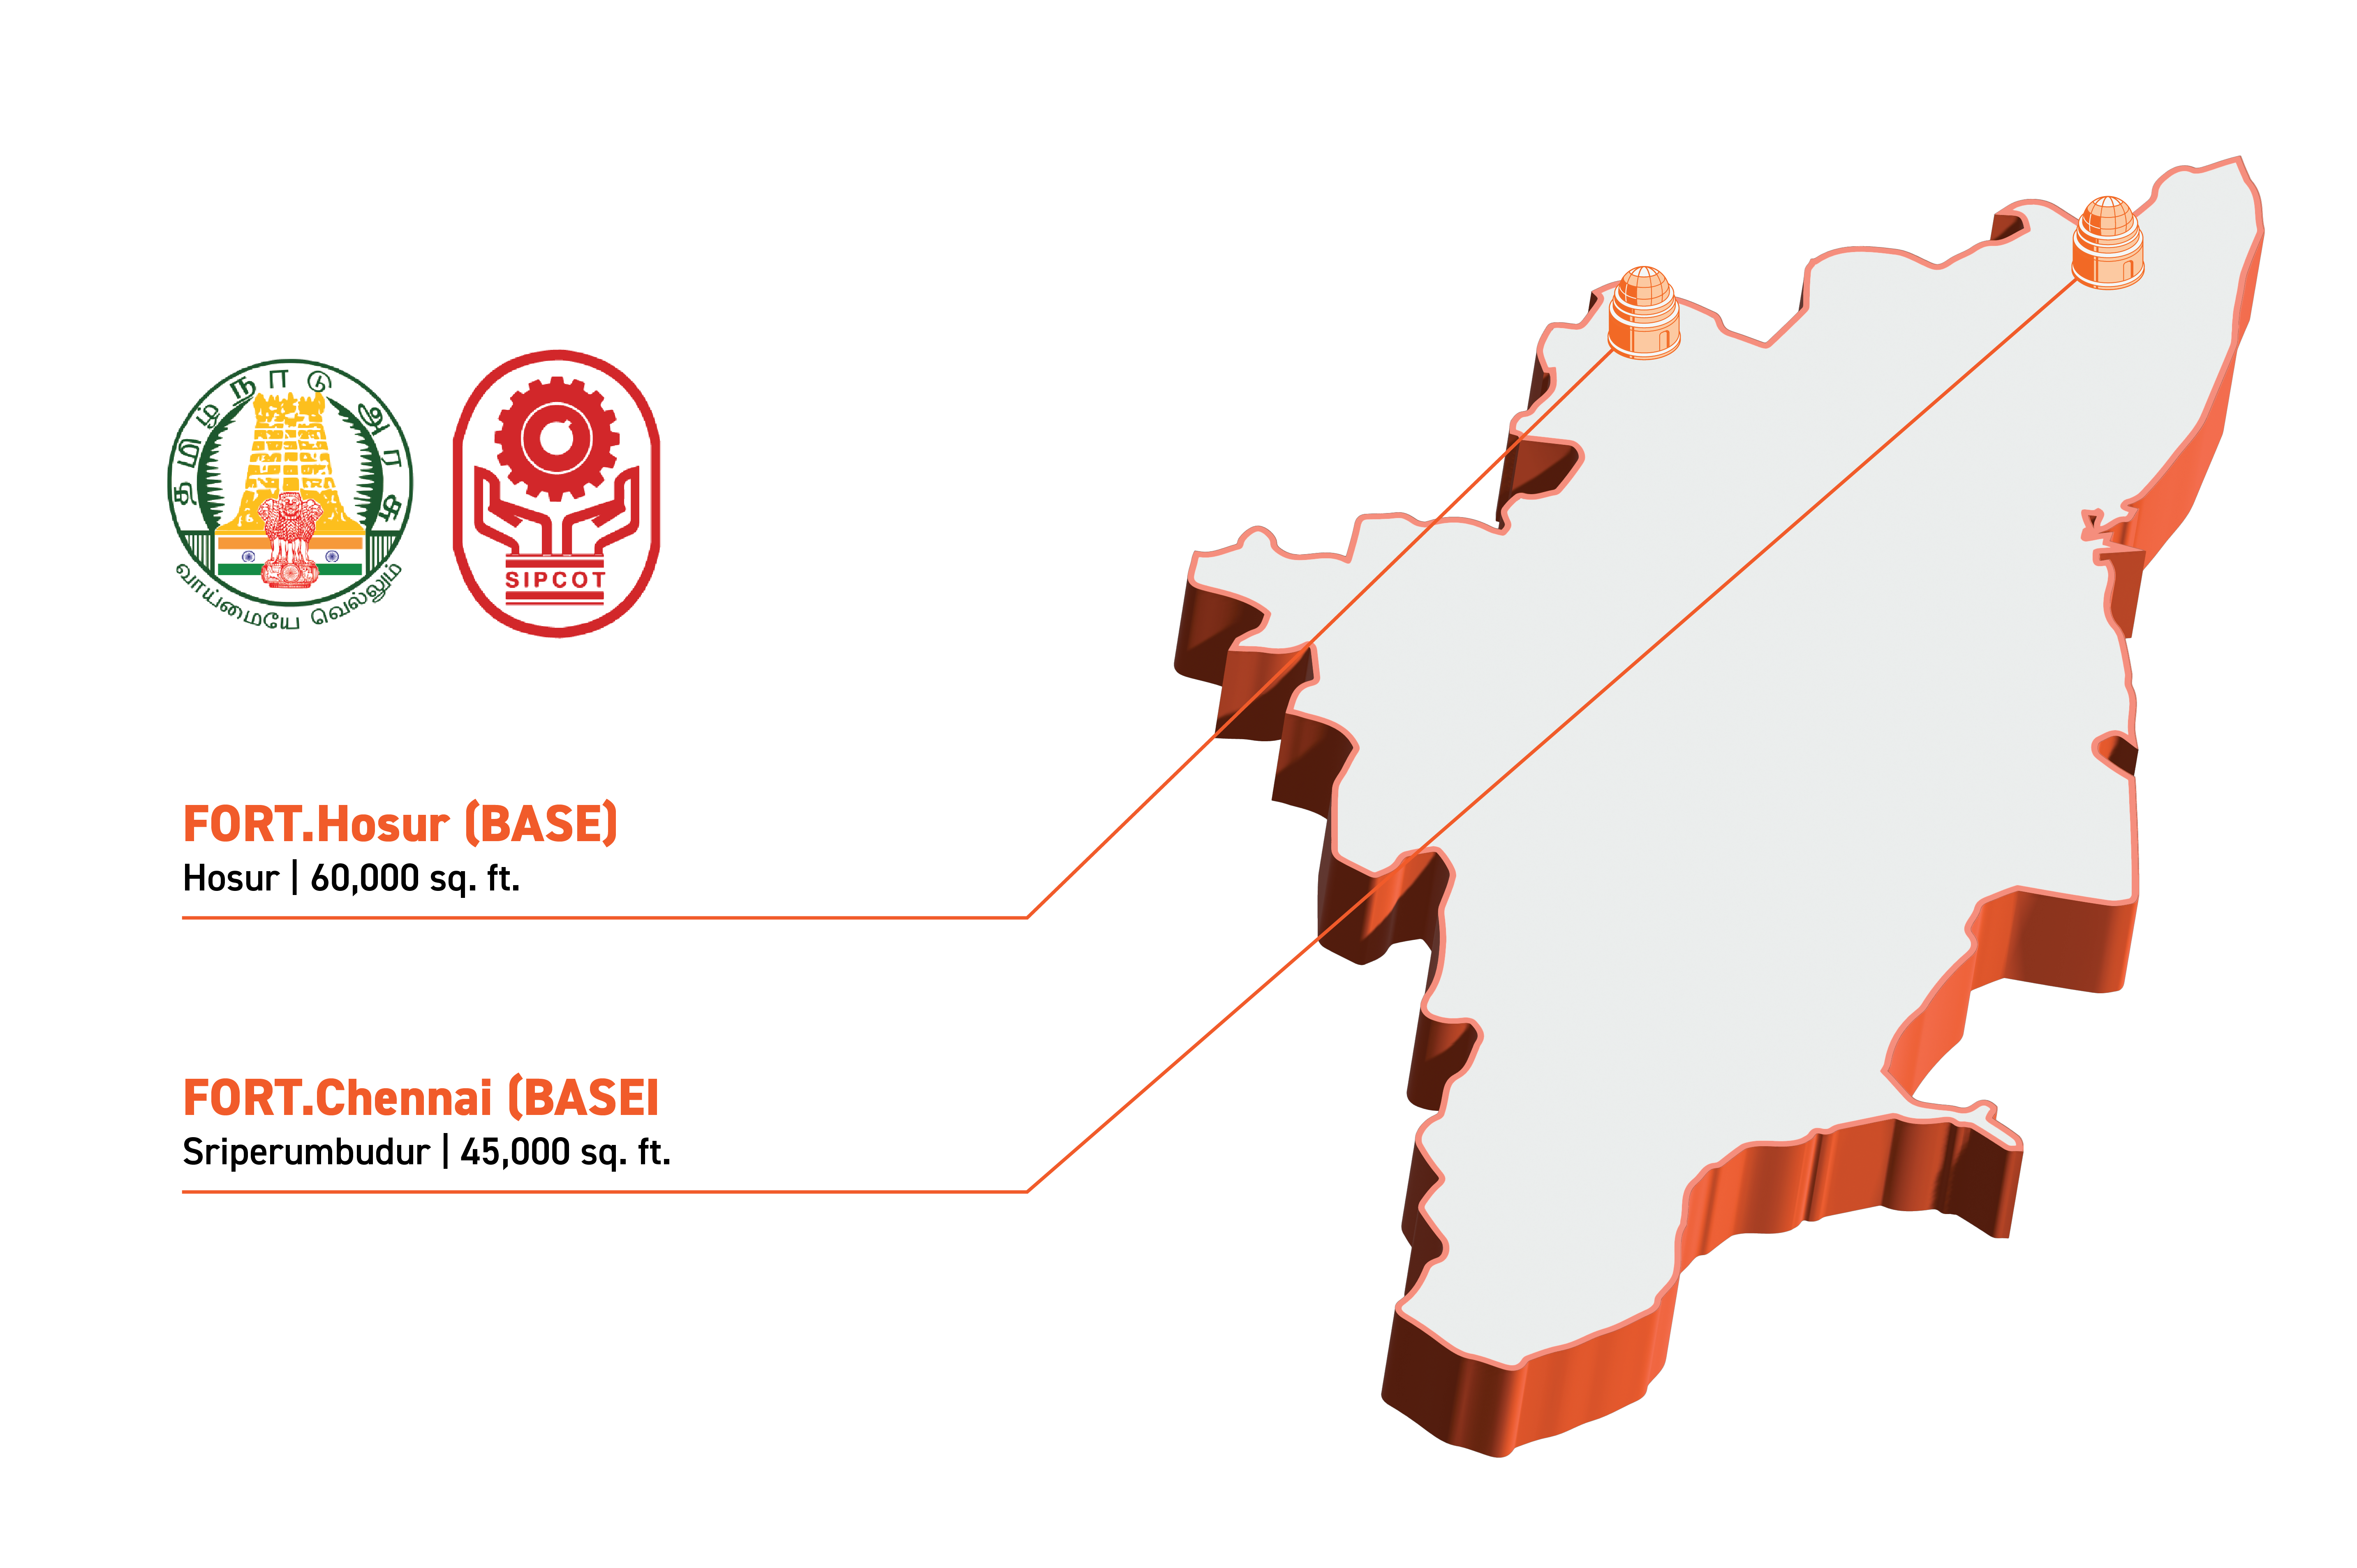 தமிழ்நாடு அரசு
வாய்மையே வெல்லும்
SIPCOT
FORT.Hosur (BASE)
Hosur | 60,000 sq. ft.
FORT.Chennai (BASEI
Sriperumbudur | 45,000 sq. ft.